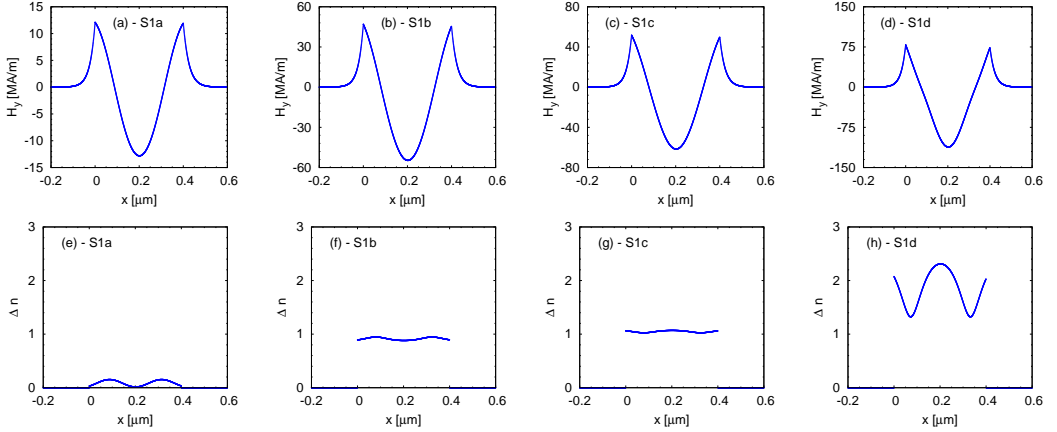 (a) - S1a
H_y [MA/m]
15
10
5
0
-5
-10
-15
-0.2 0 0.2 0.4 0.6
x [μm]
(b) - S1b
H_y [MA/m]
60
30
0
-30
-60
-0.2 0 0.2 0.4 0.6
x [μm]
(c) - S1c
H_y [MA/m]
80
40
0
-40
-80
-0.2 0 0.2 0.4 0.6
x [μm]
(d) - S1d
H_y [MA/m]
150
75
0
-75
-150
-0.2 0 0.2 0.4 0.6
x [μm]
(e) - S1a
Δ n
3
2
1
0
-0.2 0 0.2 0.4 0.6
x [μm]
(f) - S1b
Δ n
3
2
1
0
-0.2 0 0.2 0.4 0.6
x [μm]
(g) - S1c
Δ n
3
2
1
0
-0.2 0 0.2 0.4 0.6
x [μm]
(h) - S1d
Δ n
3
2
1
0
-0.2 0 0.2 0.4 0.6
x [μm]